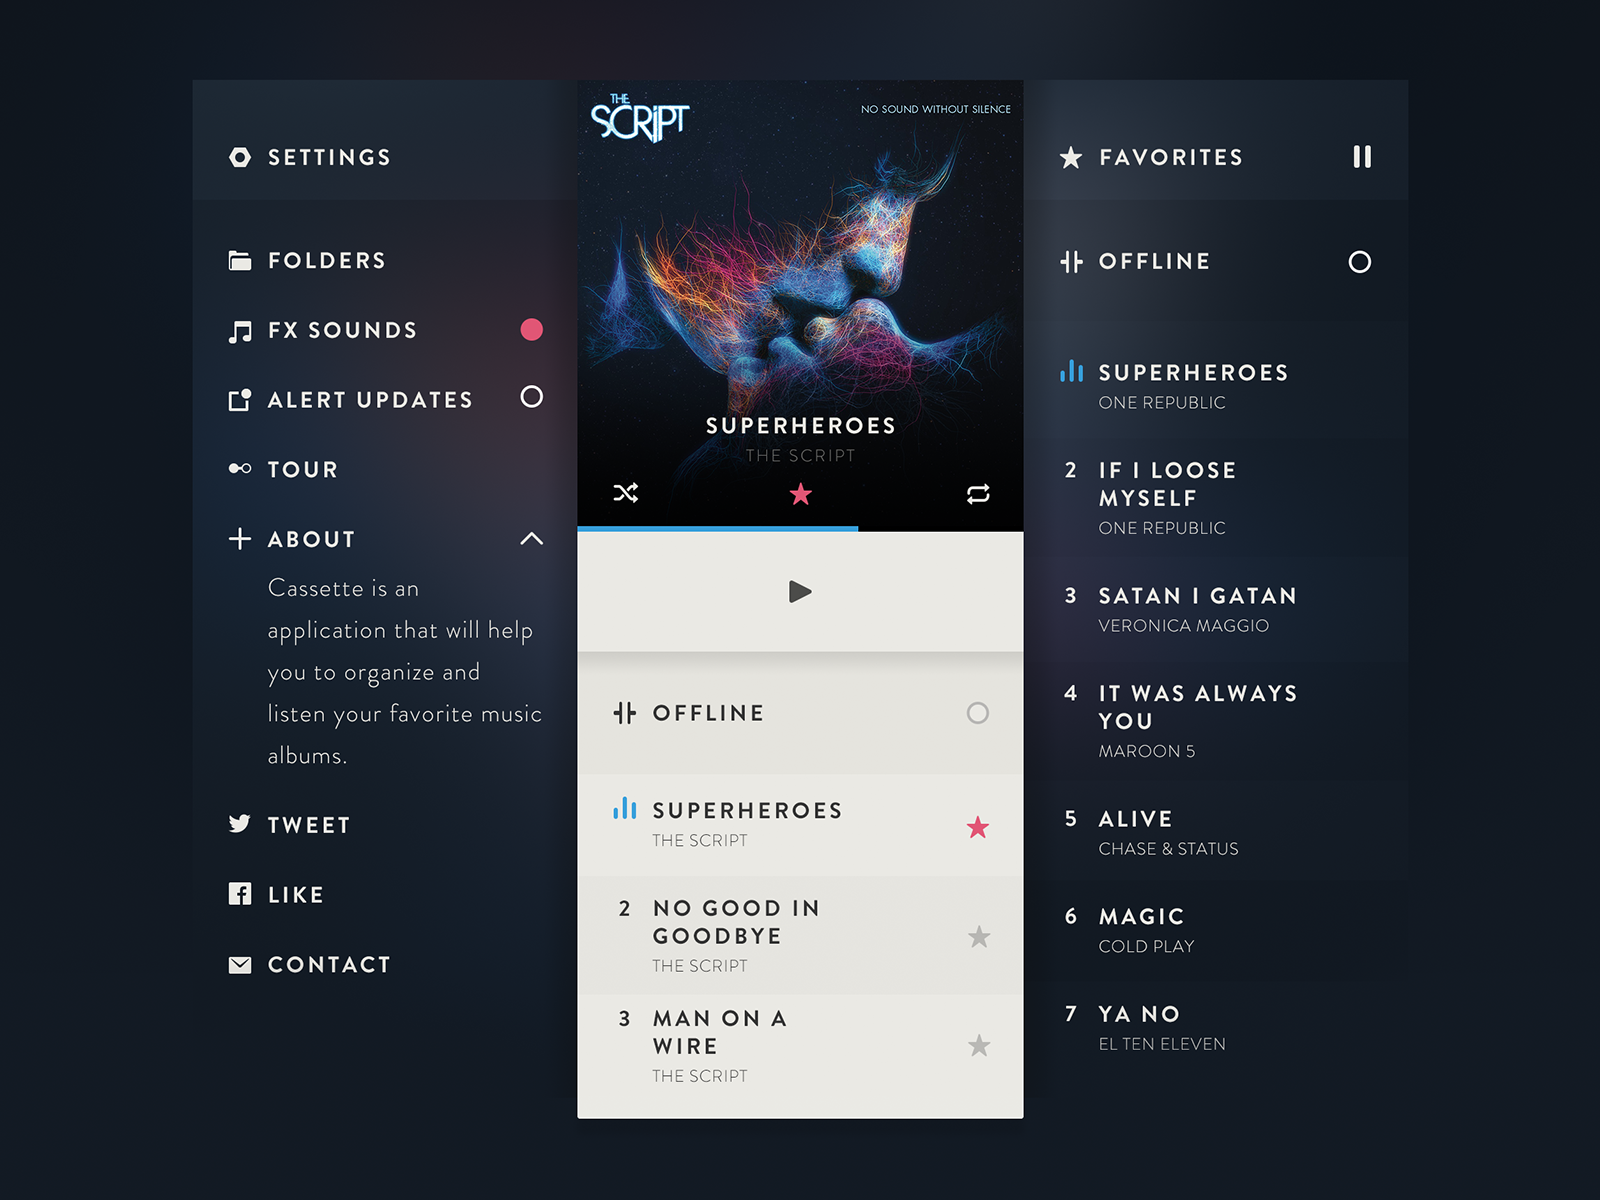 SETTINGS
FOLDERS
FX SOUNDS
ALERT UPDATES
TOUR
ABOUT
Cassette is an
application that will help
you to organize and
listen your favorite music
albums.
TWEET
LIKE
CONTACT
THE
SCRIPT
NO SOUND WITHOUT SILENCE
SUPERHEROES
THE SCRIPT
OFFLINE
SUPERHEROES
THE SCRIPT
2 NO GOOD IN
GOODBYE
THE SCRIPT
3 MAN ON A
WIRE
THE SCRIPT
FAVORITES
OFFLINE
SUPERHEROES
ONE REPUBLIC
2 IF I LOOSE
MYSELF
ONE REPUBLIC
3 SATAN I GATAN
VERONICA MAGGIO
4 IT WAS ALWAYS
YOU
MAROON 5
5 ALIVE
CHASE & STATUS
6 MAGIC
COLD PLAY
7 YA NO
EL TEN ELEVEN